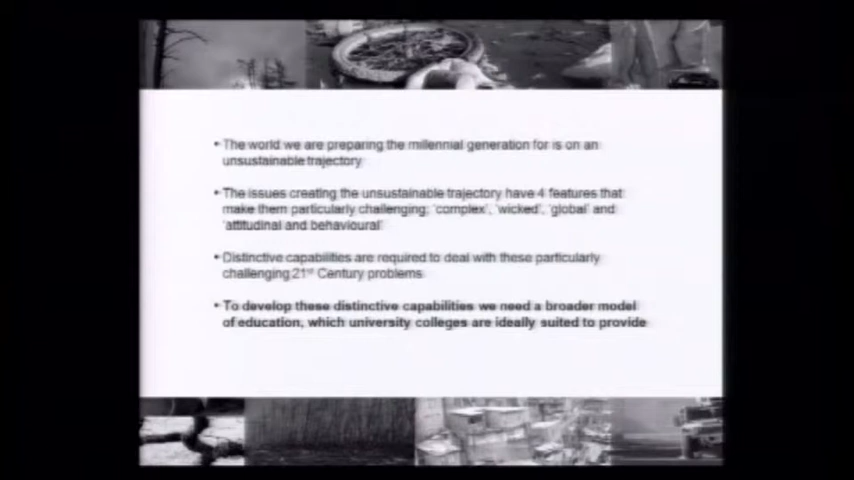 • The world we are preparing the millennial generation for is on an
unsustainable trajectory
• The issues creating the unsustainable trajectory have 4 features that
make them particularly challenging: 'complex', 'wicked', 'global' and
'attitudinal and behavioural'
• Distinctive capabilities are required to deal with these particularly
challenging 21st Century problems
• To develop these distinctive capabilities we need a broader model
of education, which university colleges are ideally suited to provide